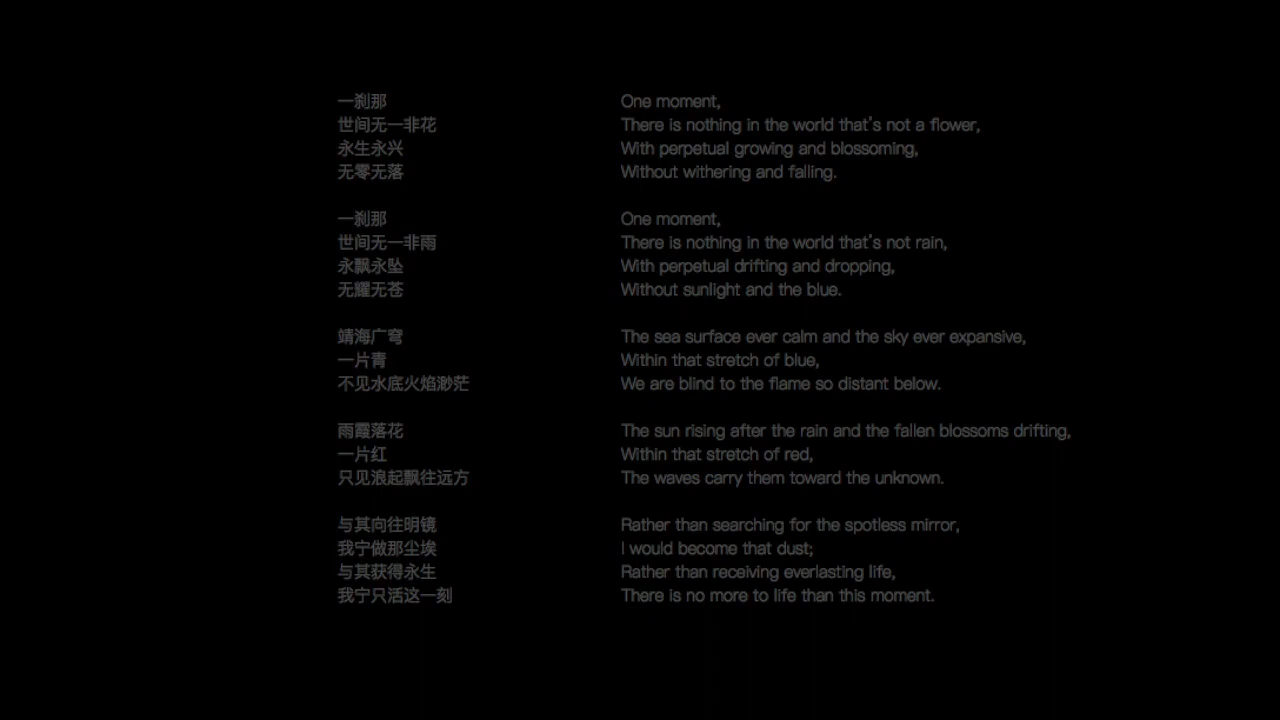 一刹那
世间无一非花
永生永兴
无零无落
一刹那
世间无一非雨
永飘永坠
无耀无苍
靖海广穹
一片青
不见水底火焰渺茫
雨霞落花
一片红
只见浪起飘往远方
与其向往明镜
我宁做那尘埃
与其获得永生
我宁只活这一刻
One moment,
There is nothing in the world that's not a flower,
With perpetual growing and blossoming,
Without withering and falling.
One moment,
There is nothing in the world that's not rain,
With perpetual drifting and dropping,
Without sunlight and the blue.
The sea surface ever calm and the sky ever expansive,
Within that stretch of blue,
We are blind to the flame so distant below.
The sun rising after the rain and the fallen blossoms drifting,
Within that stretch of red,
The waves carry them toward the unknown.
Rather than searching for the spotless mirror,
I would become that dust;
Rather than receiving everlasting life,
There is no more to life than this moment.